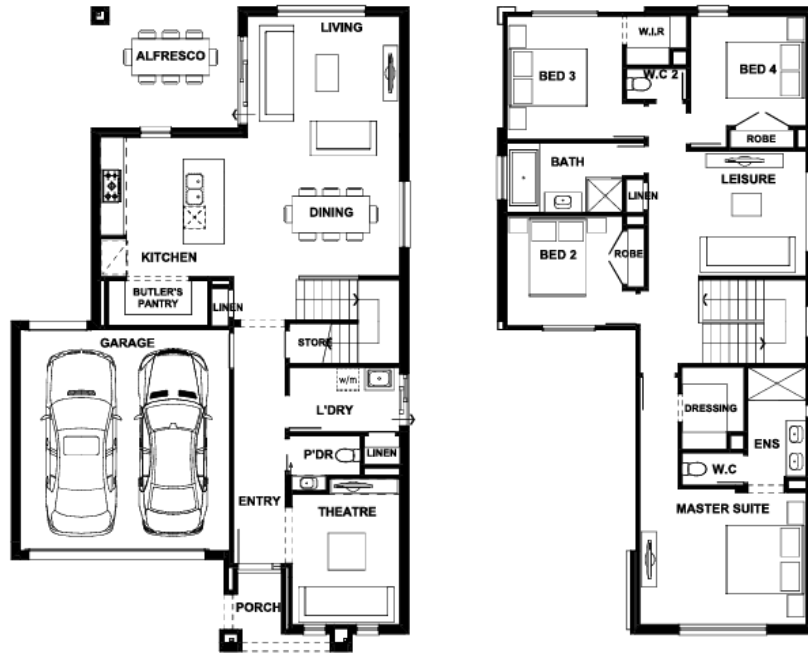 LIVING
ALFRESCO
DINING
KITCHEN
BUTLER'S
PANTRY
LINEN
GARAGE
STORE
w/m
L'DRY
P'DR
LINEN
ENTRY
THEATRE
PORCH
W.I.R
BED 3
W.C 2
BED 4
ROBE
BATH
LEISURE
LINEN
BED 2
ROBE
DRESSING
ENS
W.C
MASTER SUITE